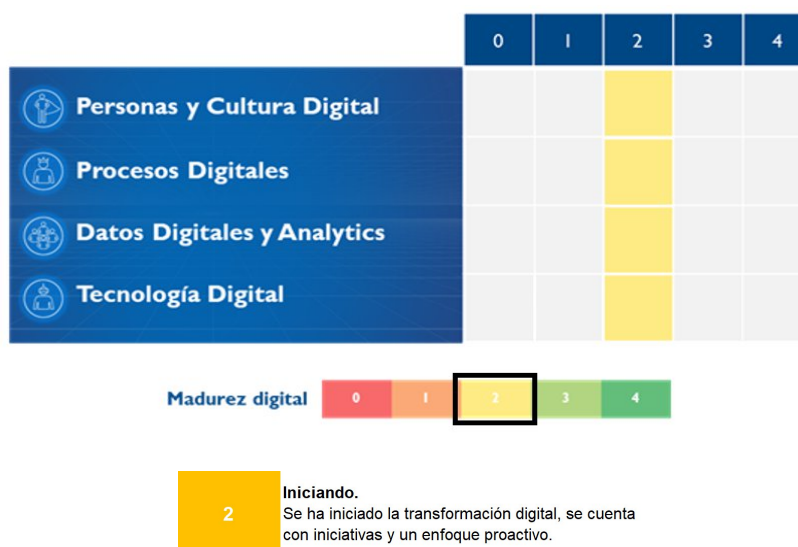 0 1 2 3 4
Personas y Cultura Digital
Procesos Digitales
Datos Digitales y Analytics
Tecnología Digital
Madurez digital 0 1 2 3 4
Iniciando.
2 Se ha iniciado la transformación digital, se cuenta
con iniciativas y un enfoque proactivo.